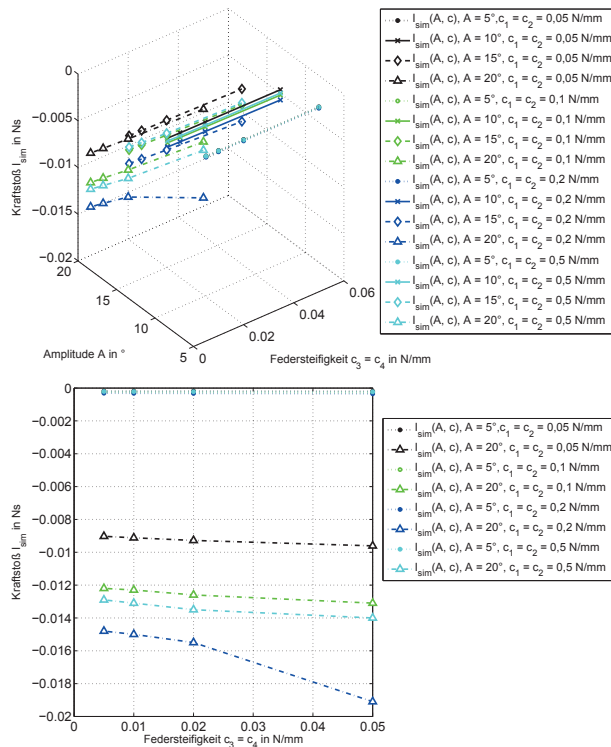 0
−0.005
−0.01
−0.015
−0.02
Kraftstoß I_sim in Ns
20
15
10
5
Amplitude A in °
0
0.02
0.04
0.06
Federsteifigkeit c_3 = c_4 in N/mm
I_sim(A, c), A = 5°,c_1 = c_2 = 0,05 N/mm
I_sim(A, c), A = 10°, c_1 = c_2 = 0,05 N/mm
I_sim(A, c), A = 15°, c_1 = c_2 = 0,05 N/mm
I_sim(A, c), A = 20°, c_1 = c_2 = 0,05 N/mm
I_sim(A, c), A = 5°, c_1 = c_2 = 0,1 N/mm
I_sim(A, c), A = 10°, c_1 = c_2 = 0,1 N/mm
I_sim(A, c), A = 15°, c_1 = c_2 = 0,1 N/mm
I_sim(A, c), A = 20°, c_1 = c_2 = 0,1 N/mm
I_sim(A, c), A = 5°, c_1 = c_2 = 0,2 N/mm
I_sim(A, c), A = 10°, c_1 = c_2 = 0,2 N/mm
I_sim(A, c), A = 15°, c_1 = c_2 = 0,2 N/mm
I_sim(A, c), A = 20°, c_1 = c_2 = 0,2 N/mm
I_sim(A, c), A = 5°, c_1 = c_2 = 0,5 N/mm
I_sim(A, c), A = 10°, c_1 = c_2 = 0,5 N/mm
I_sim(A, c), A = 15°, c_1 = c_2 = 0,5 N/mm
I_sim(A, c), A = 20°, c_1 = c_2 = 0,5 N/mm
0
−0.002
−0.004
−0.006
−0.008
−0.01
−0.012
−0.014
−0.016
−0.018
−0.02
Kraftstoß I_sim in Ns
0
0.01
0.02
0.03
0.04
0.05
Federsteifigkeit c_3 = c_4 in N/mm
I_sim(A, c), A = 5°,c_1 = c_2 = 0,05 N/mm
I_sim(A, c), A = 20°, c_1 = c_2 = 0,05 N/mm
I_sim(A, c), A = 5°, c_1 = c_2 = 0,1 N/mm
I_sim(A, c), A = 20°, c_1 = c_2 = 0,1 N/mm
I_sim(A, c), A = 5°, c_1 = c_2 = 0,2 N/mm
I_sim(A, c), A = 20°, c_1 = c_2 = 0,2 N/mm
I_sim(A, c), A = 5°, c_1 = c_2 = 0,5 N/mm
I_sim(A, c), A = 20°, c_1 = c_2 = 0,5 N/mm